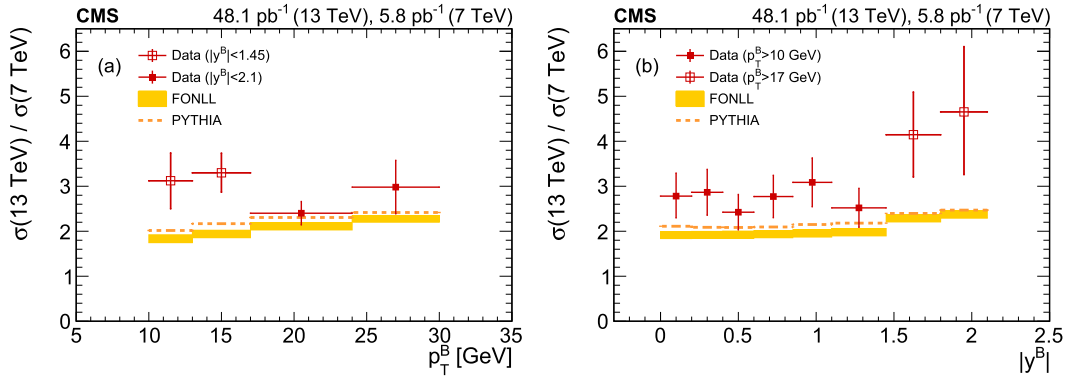 CMS 48.1 pb⁻¹ (13 TeV), 5.8 pb⁻¹ (7 TeV)
σ(13 TeV) / σ(7 TeV)
(a)
Data (|y^B|<1.45)
Data (|y^B|<2.1)
FONLL
PYTHIA
6
5
4
3
2
1
0
5 10 15 20 25 30 35
p_T^B [GeV]
CMS 48.1 pb⁻¹ (13 TeV), 5.8 pb⁻¹ (7 TeV)
σ(13 TeV) / σ(7 TeV)
(b)
Data (p_T^B>10 GeV)
Data (p_T^B>17 GeV)
FONLL
PYTHIA
6
5
4
3
2
1
0
0 0.5 1 1.5 2 2.5
|y^B|